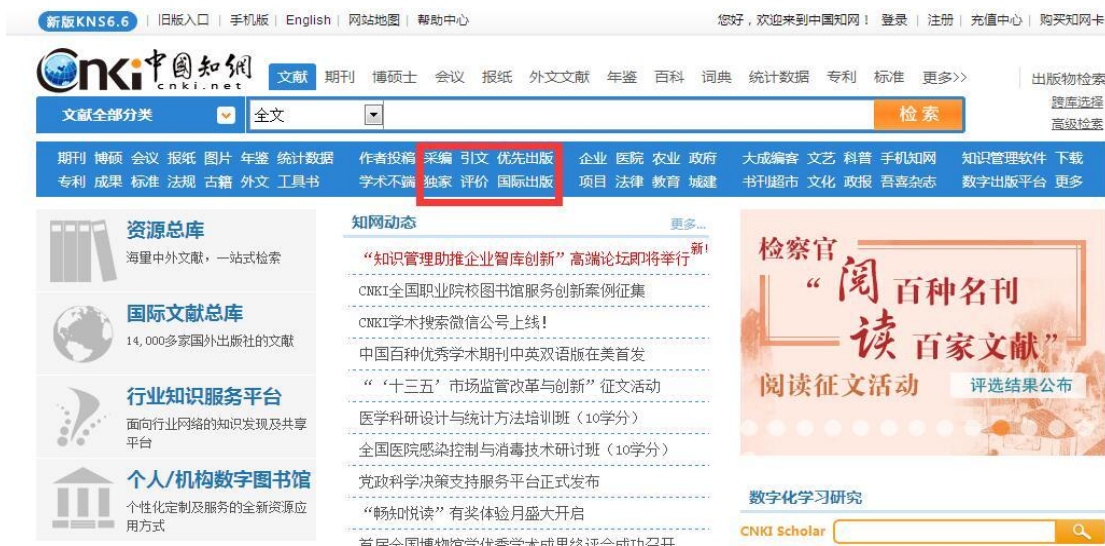 新版KNS6.6 | 旧版入口 | 手机版 | English | 网站地图 | 帮助中心
您好，欢迎来到中国知网！ 登录 | 注册 | 充值中心 | 购买知网卡
cnki 中國知網
cnki.net
文献 期刊 博硕士 会议 报纸 外文文献 年鉴 百科 词典 统计数据 专利 标准 更多>>
出版物检索
文献全部分类 全文 检索
跨库选择
高级检索
期刊 博硕 会议 报纸 图片 年鉴 统计数据 作者投稿 采编 引文 优先出版 企业 医院 农业 政府 大成编客 文艺 科普 手机知网 知识管理软件 下载
专利 成果 标准 法规 古籍 外文 工具书 学术不端 独家 评价 国际出版 项目 法律 教育 城建 书刊超市 文化 政报 吾喜杂志 数字出版平台 更多
资源总库
海量中外文献，一站式检索
国际文献总库
14,000多家国外出版社的文献
行业知识服务平台
面向行业网络的知识发现及共享
平台
个人/机构数字图书馆
个性化定制及服务的全新资源应
用方式
知网动态 更多...
“知识管理助推企业智库创新”高端论坛即将举行 新!
CNKI全国职业院校图书馆服务创新案例征集
CNKI学术搜索微信公号上线!
中国百种优秀学术期刊中英双语版在美首发
“‘十三五’市场监管改革与创新”征文活动
医学科研设计与统计方法培训班（10学分）
全国医院感染控制与消毒技术研讨班（10学分）
党政科学决策支持服务平台正式发布
“畅知悦读”有奖体验月盛大开启
检察官
“阅 百种名刊
读 百家文献”
阅读征文活动 评选结果公布
数字化学习研究
CNKI Scholar